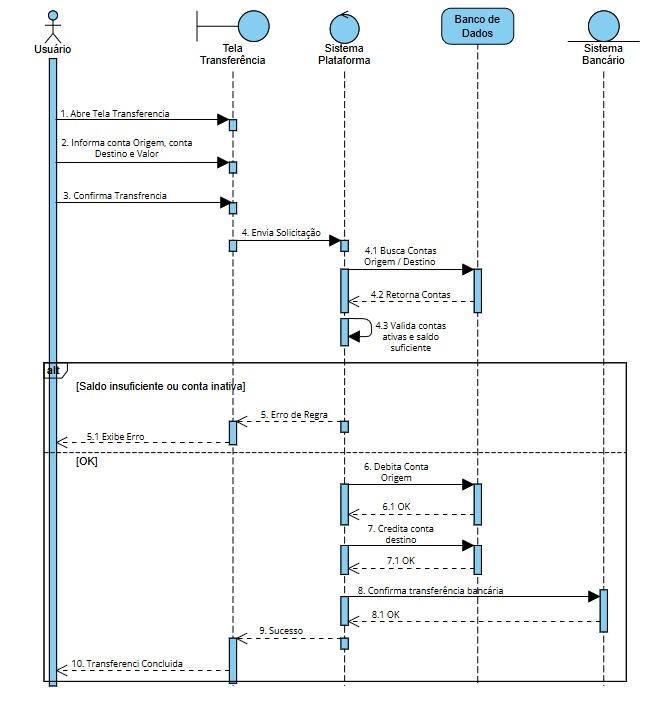 Usuário
Tela
Transferência
Sistema
Plataforma
Banco de
Dados
Sistema
Bancário
1. Abre Tela Transferencia
2. Informa conta Origem, conta
Destino e Valor
3. Confirma Transfrencia
4. Envia Solicitação
4.1 Busca Contas
Origem / Destino
4.2 Retorna Contas
4.3 Valida contas
ativas e saldo
suficiente
alt
[Saldo insuficiente ou conta inativa]
5. Erro de Regra
5.1 Exibe Erro
[OK]
6. Debita Conta
Origem
6.1 OK
7. Credita conta
destino
7.1 OK
8. Confirma transferência bancária
8.1 OK
9. Sucesso
10. Transferenci Concluida